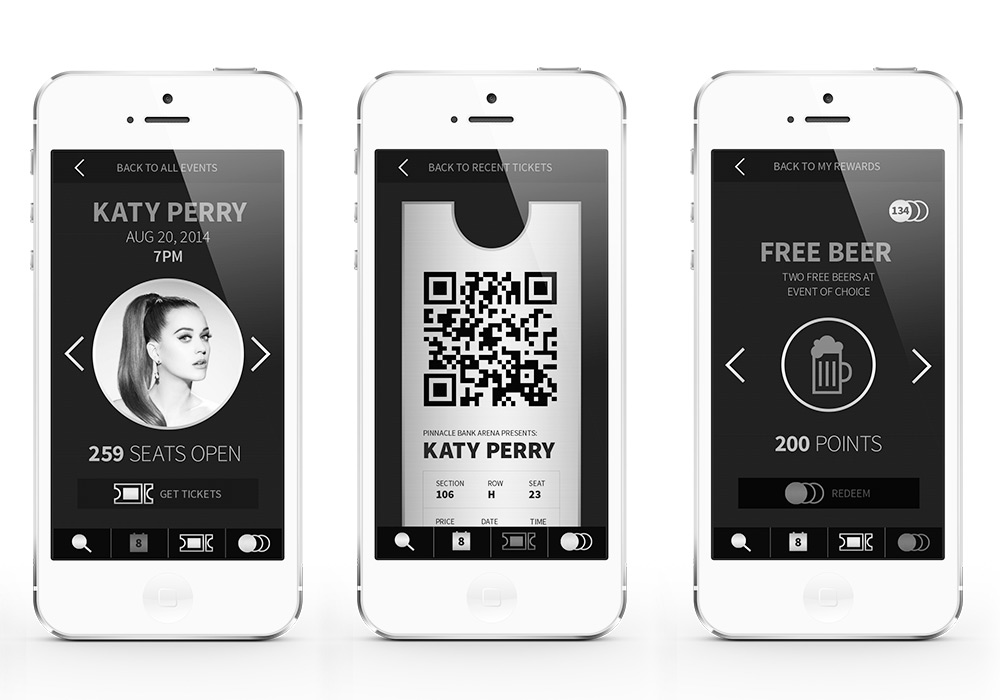 BACK TO ALL EVENTS
KATY PERRY
AUG 20, 2014
7PM
259 SEATS OPEN
GET TICKETS
8
BACK TO RECENT TICKETS
PINNACLE BANK ARENA PRESENTS:
KATY PERRY
SECTION ROW SEAT
106 H 23
PRICE DATE TIME
8
BACK TO MY REWARDS
134
FREE BEER
TWO FREE BEERS AT
EVENT OF CHOICE
200 POINTS
REDEEM
8